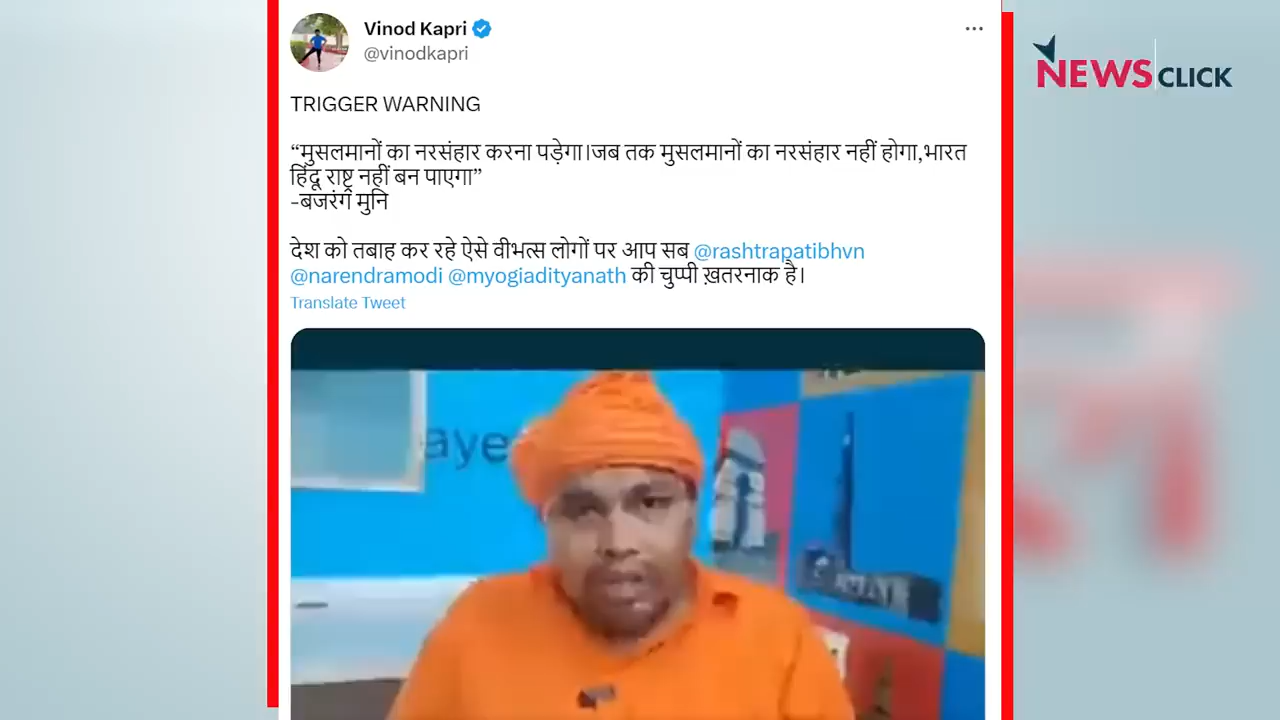 Vinod Kapri
@vinodkapri
NEWSCLICK
TRIGGER WARNING
“मुसलमानों का नरसंहार करना पड़ेगा।जब तक मुसलमानों का नरसंहार नहीं होगा,भारत
हिंदू राष्ट्र नहीं बन पाएगा”
-बजरंग मुनि
देश को तबाह कर रहे ऐसे वीभत्स लोगों पर आप सब @rashtrapatibhvn
@narendramodi @myogiadityanath की चुप्पी ख़तरनाक है।
Translate Tweet
aye